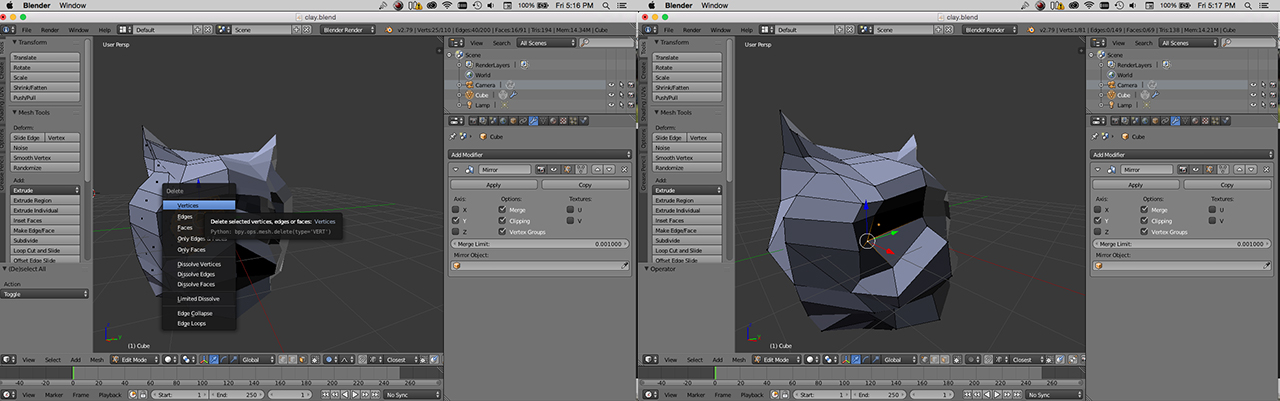 Blender Window 100% Fri 5:16 PM
clay.blend
File Render Window Help Default Scene Blender Render v2.79 | Verts:25/110 | Edges:40/200 | Faces:16/91 | Tris:194 | Mem:14.34M | Cube
Transform
Translate
Rotate
Scale
Shrink/Fatten
Push/Pull
Mesh Tools
Deform:
Slide Edge Vertex
Noise
Smooth Vertex
Randomize
Add:
Extrude
Extrude Region
Extrude Individual
Inset Faces
Make Edge/Face
Subdivide
Loop Cut and Slide
Offset Edge Slide
(De)select All
Action
Toggle
User Persp
Delete
Vertices
Edges
Faces
Only Edges & Faces
Only Faces
Dissolve Vertices
Dissolve Edges
Dissolve Faces
Limited Dissolve
Edge Collapse
Edge Loops
Delete selected vertices, edges or faces: Vertices
Python: bpy.ops.mesh.delete(type='VERT')
(1) Cube
View Select Add Mesh Edit Mode Global Closest
-40 -20 0 20 40 60 80 100 120 140 160 180 200 220 240 260
View Marker Frame Playback Start: 1 End: 250 1 No Sync
View Search All Scenes
Scene
RenderLayers
World
Camera
Cube
Lamp
Cube
Add Modifier
Mirror
Apply Copy
Axis: Options: Textures:
X Merge U
Y Clipping V
Z Vertex Groups
Merge Limit: 0.001000
Mirror Object:
Blender Window 100% Fri 5:17 PM
clay.blend
File Render Window Help Default Scene Blender Render v2.79 | Verts:1/81 | Edges:0/149 | Faces:0/69 | Tris:138 | Mem:14.21M | Cube
Transform
Translate
Rotate
Scale
Shrink/Fatten
Push/Pull
Mesh Tools
Deform:
Slide Edge Vertex
Noise
Smooth Vertex
Randomize
Add:
Extrude
Extrude Region
Extrude Individual
Inset Faces
Make Edge/Face
Subdivide
Loop Cut and Slide
Offset Edge Slide
Operator
User Persp
(1) Cube
View Select Add Mesh Edit Mode Global Closest
-40 -20 0 20 40 60 80 100 120 140 160 180 200 220 240 260
View Marker Frame Playback Start: 1 End: 250 1 No Sync
View Search All Scenes
Scene
RenderLayers
World
Camera
Cube
Lamp
Cube
Add Modifier
Mirror
Apply Copy
Axis: Options: Textures:
X Merge U
Y Clipping V
Z Vertex Groups
Merge Limit: 0.001000
Mirror Object: